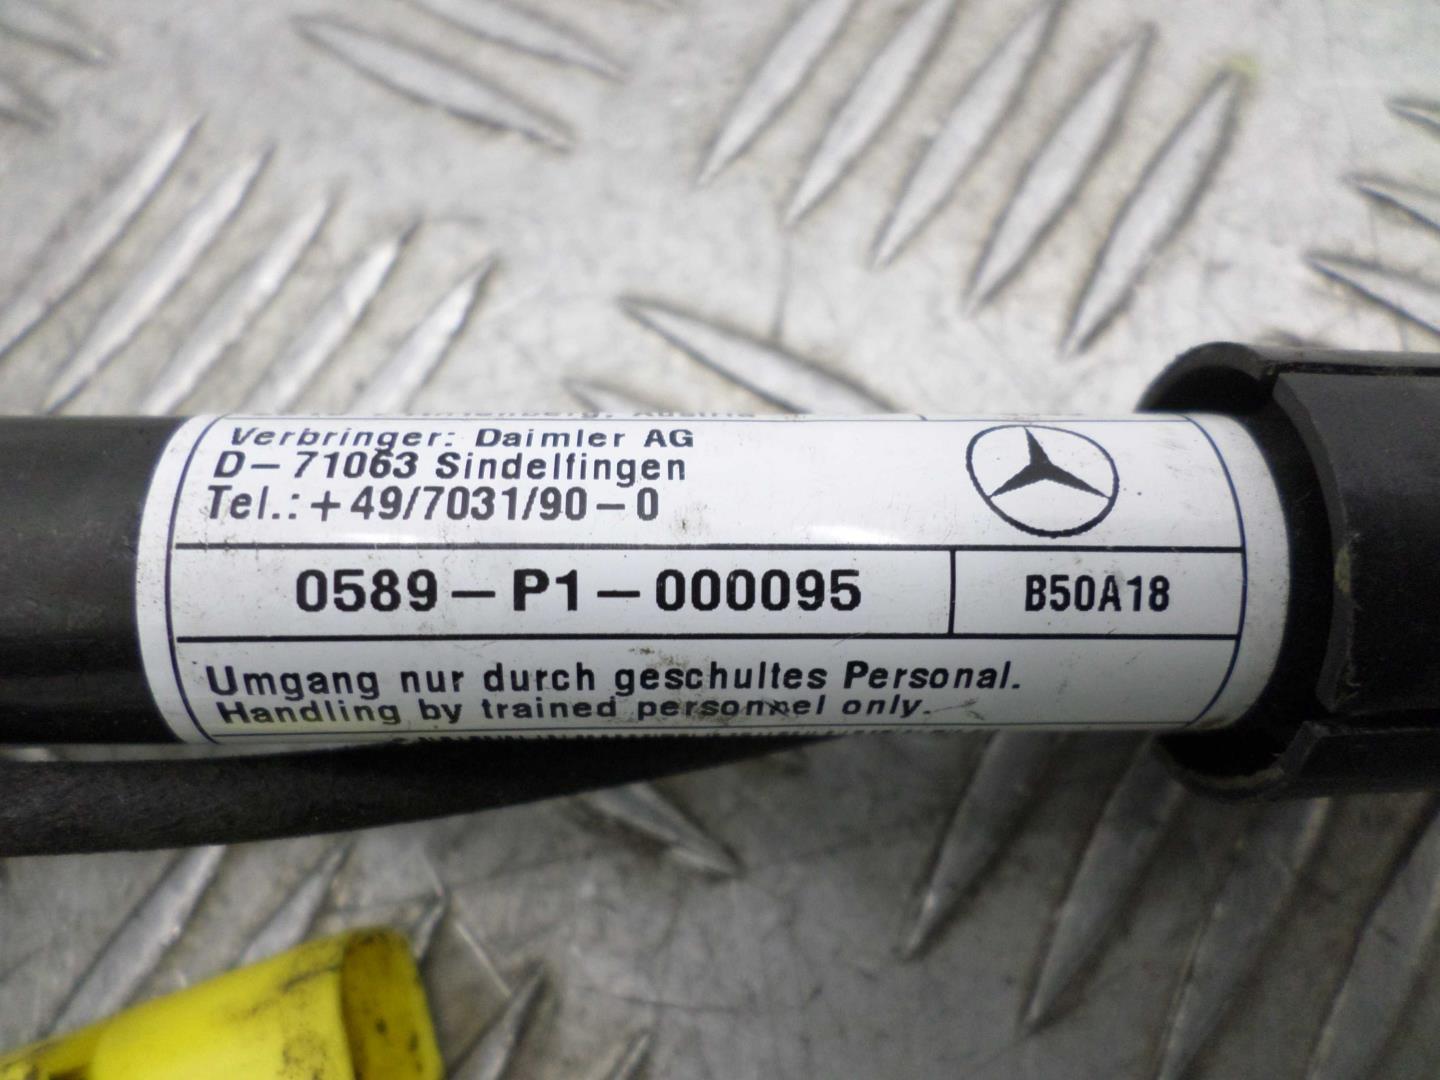 Verbringer: Daimler AG
D-71063 Sindelfingen
Tel.: +49/7031/90-0
0589-P1-000095
B50A18
Umgang nur durch geschultes Personal.
Handling by trained personnel only.